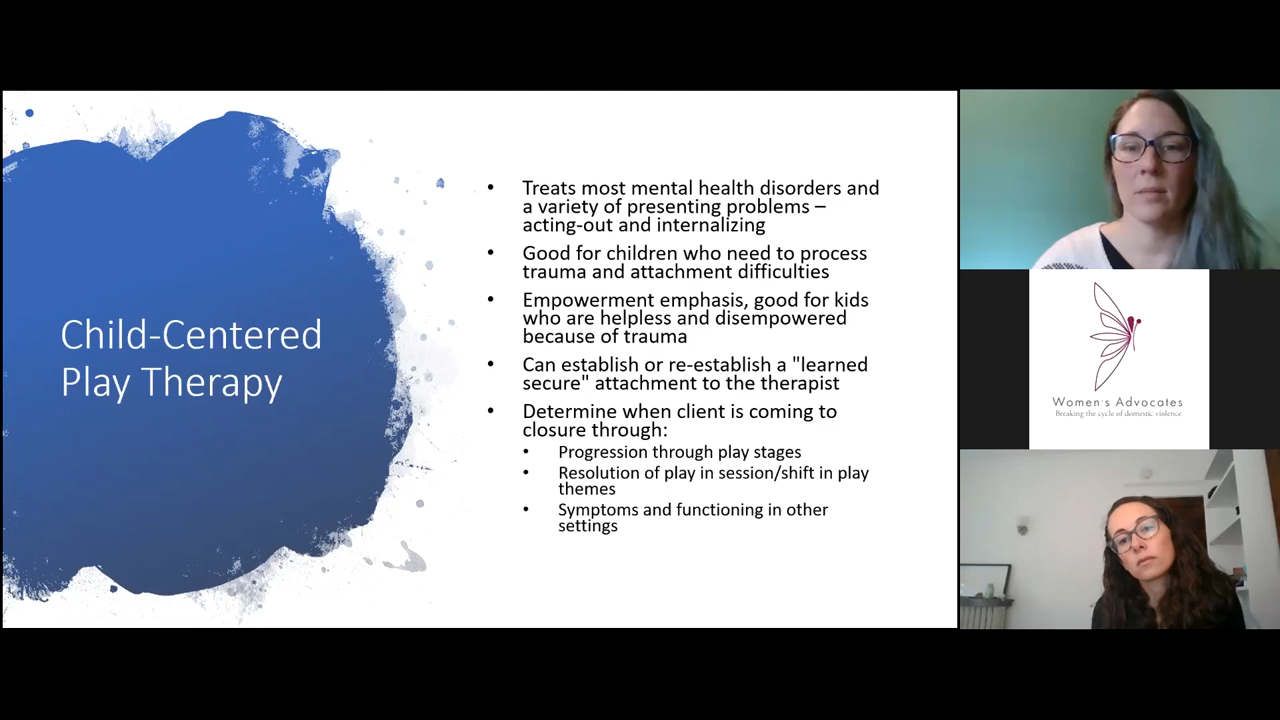 Child-Centered
Play Therapy
• Treats most mental health disorders and
a variety of presenting problems –
acting-out and internalizing
• Good for children who need to process
trauma and attachment difficulties
• Empowerment emphasis, good for kids
who are helpless and disempowered
because of trauma
• Can establish or re-establish a "learned
secure" attachment to the therapist
• Determine when client is coming to
closure through:
• Progression through play stages
• Resolution of play in session/shift in play
themes
• Symptoms and functioning in other
settings
Women's Advocates
Breaking the cycle of domestic violence